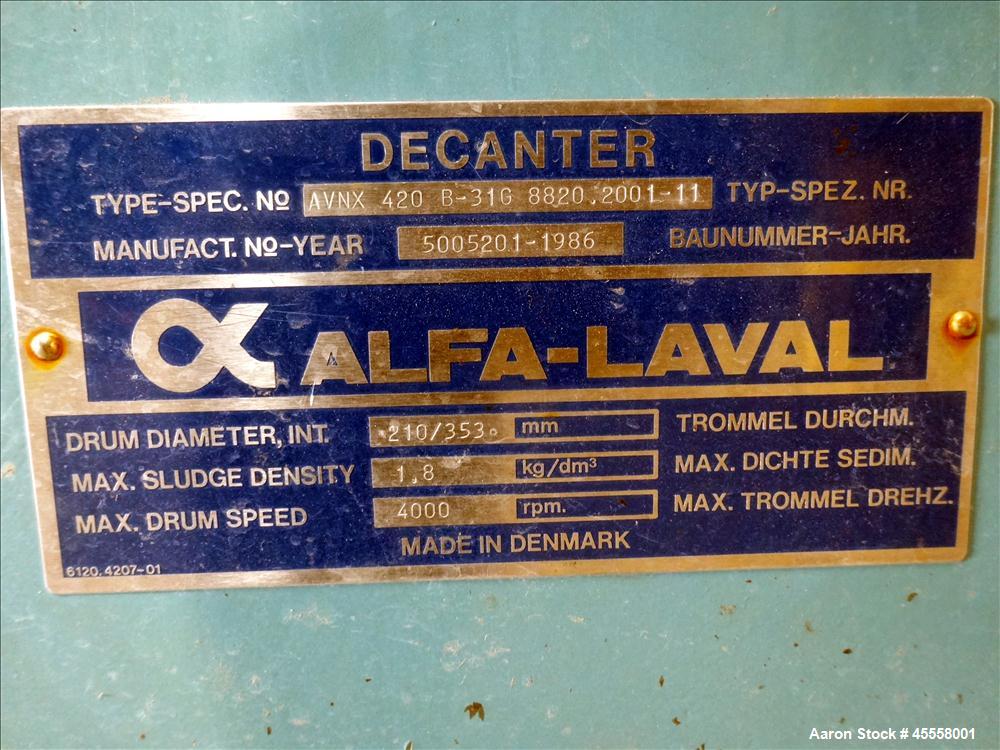 DECANTER
TYPE-SPEC. Nº AVNX 420 B-31G 8820.2001-11 TYP-SPEZ. NR.
MANUFACT. Nº-YEAR 5005201-1986 BAUNUMMER-JAHR.
ALFA-LAVAL
DRUM DIAMETER, INT. 210/353 mm TROMMEL DURCHM.
MAX. SLUDGE DENSITY 1.8 kg/dm³ MAX. DICHTE SEDIM.
MAX. DRUM SPEED 4000 rpm. MAX. TROMMEL DREHZ.
MADE IN DENMARK
6120.4207-01
Aaron Stock # 45558001